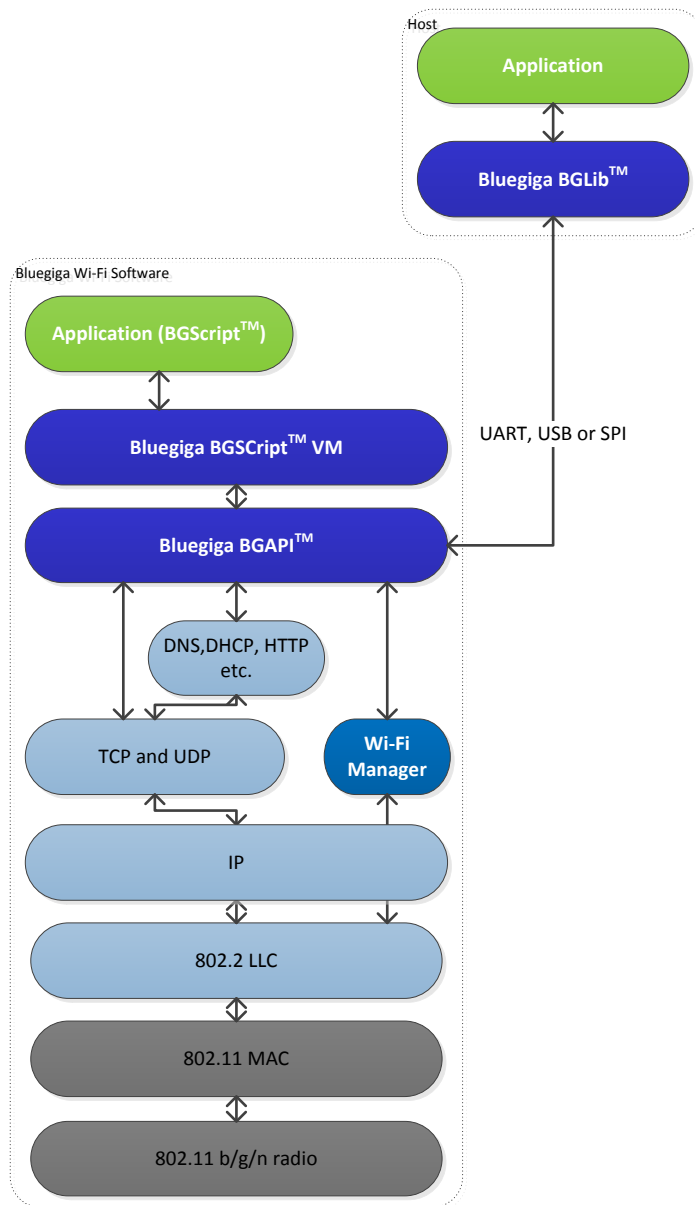 Host
Application
Bluegiga BGLib™
Bluegiga Wi-Fi Software
Application (BGScript™)
Bluegiga BGSCript™ VM
UART, USB or SPI
Bluegiga BGAPI™
DNS,DHCP, HTTP
etc.
TCP and UDP
Wi-Fi
Manager
IP
802.2 LLC
802.11 MAC
802.11 b/g/n radio